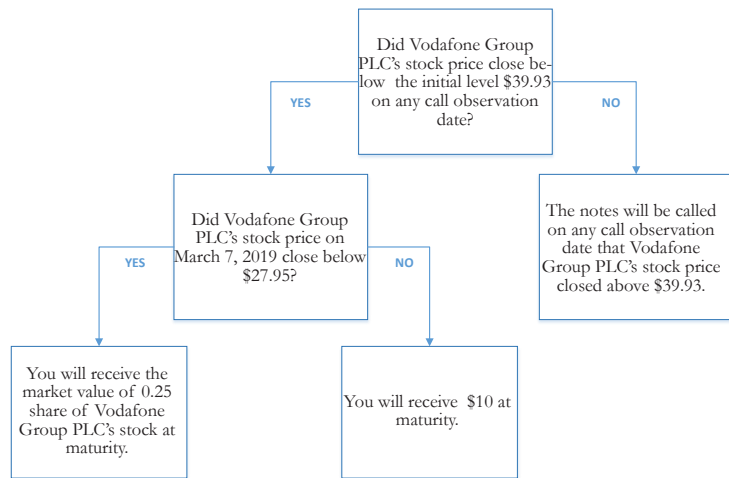 Did Vodafone Group
PLC's stock price close be-
low the initial level $39.93
on any call observation
date?
YES
NO
Did Vodafone Group
PLC's stock price on
March 7, 2019 close below
$27.95?
The notes will be called
on any call observation
date that Vodafone
Group PLC's stock price
closed above $39.93.
YES
NO
You will receive the
market value of 0.25
share of Vodafone
Group PLC's stock at
maturity.
You will receive $10 at
maturity.